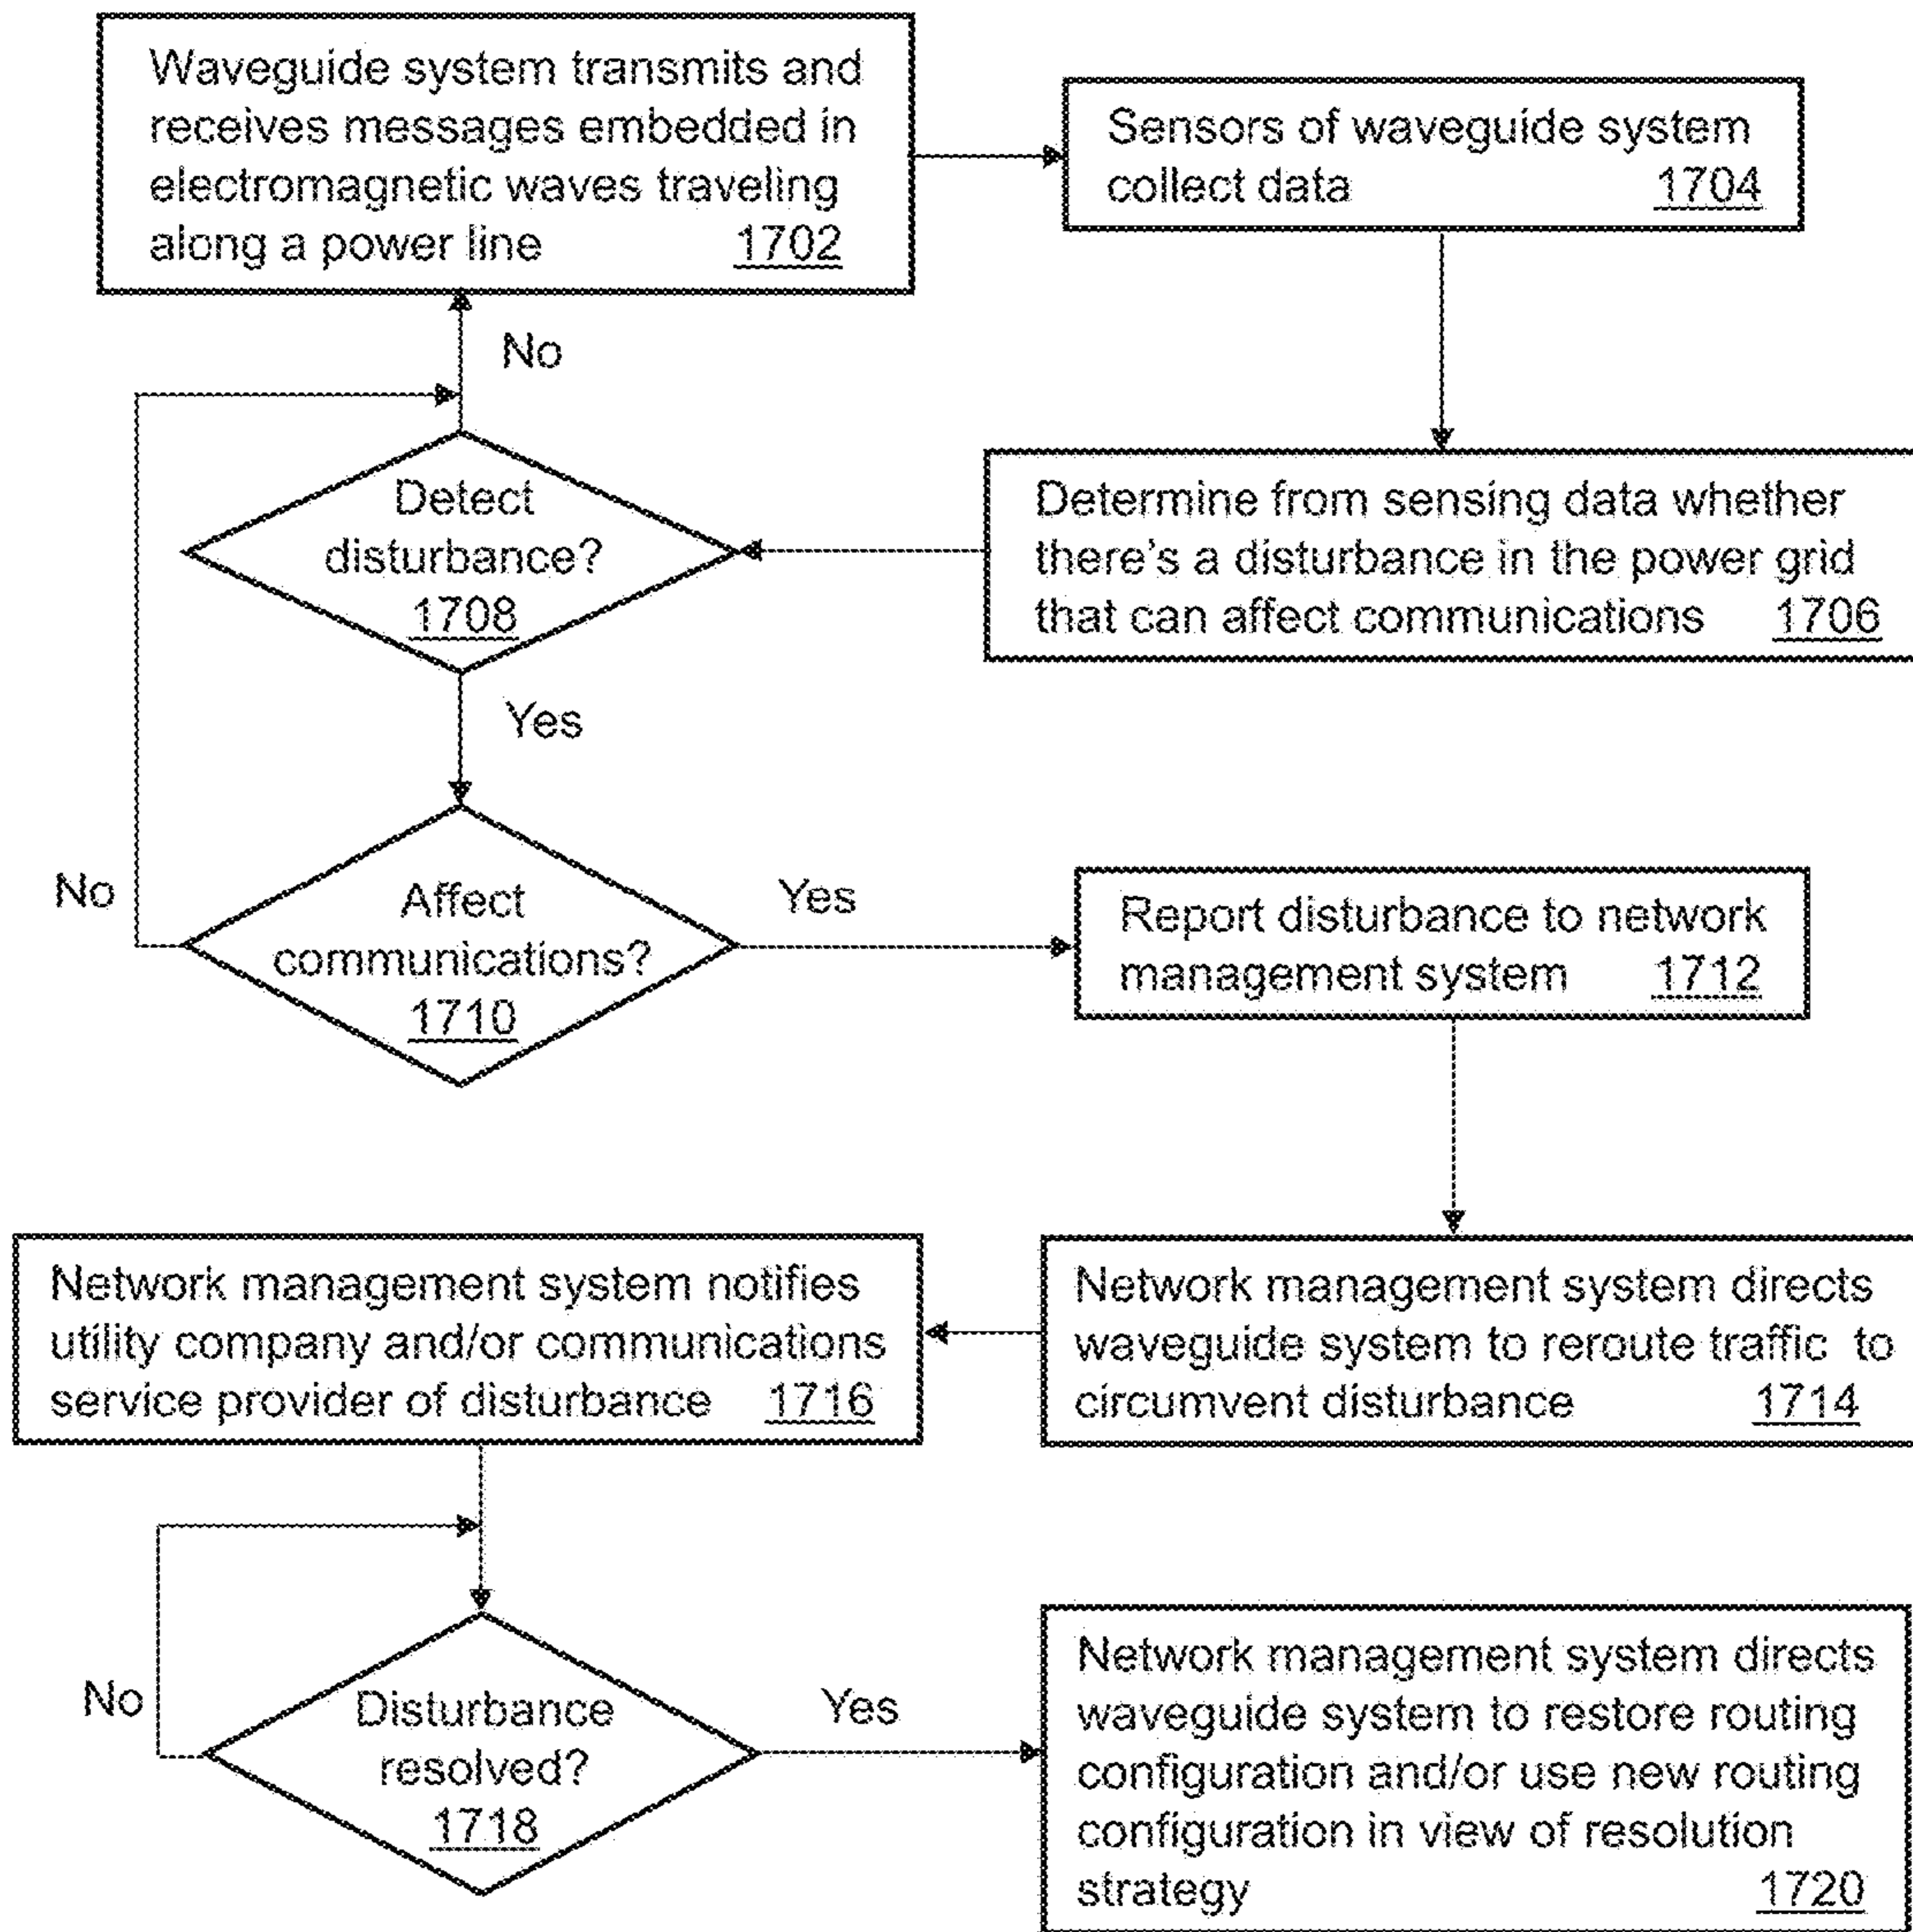 Waveguide system transmits and
receives messages embedded in
electromagnetic waves traveling
along a power line 1702
Sensors of waveguide system
collect data 1704
No
Detect
disturbance?
1708
Determine from sensing data whether
there's a disturbance in the power grid
that can affect communications 1706
Yes
No
Affect
communications?
1710
Yes
Report disturbance to network
management system 1712
Network management system notifies
utility company and/or communications
service provider of disturbance 1716
Network management system directs
waveguide system to reroute traffic to
circumvent disturbance 1714
No
Disturbance
resolved?
1718
Yes
Network management system directs
waveguide system to restore routing
configuration and/or use new routing
configuration in view of resolution
strategy 1720